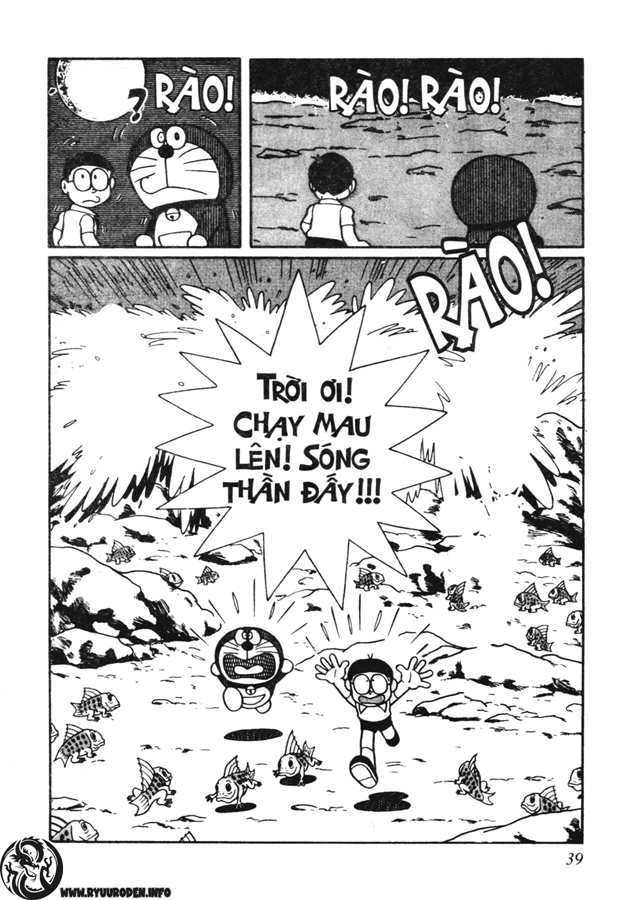 ?
RÀO!
RÀO! RÀO!
RÀO!
TRỜI ƠI!
CHẠY MAU
LÊN! SÓNG
THẦN ĐẤY!!!
39
WWW.RYUURODEN.INFO